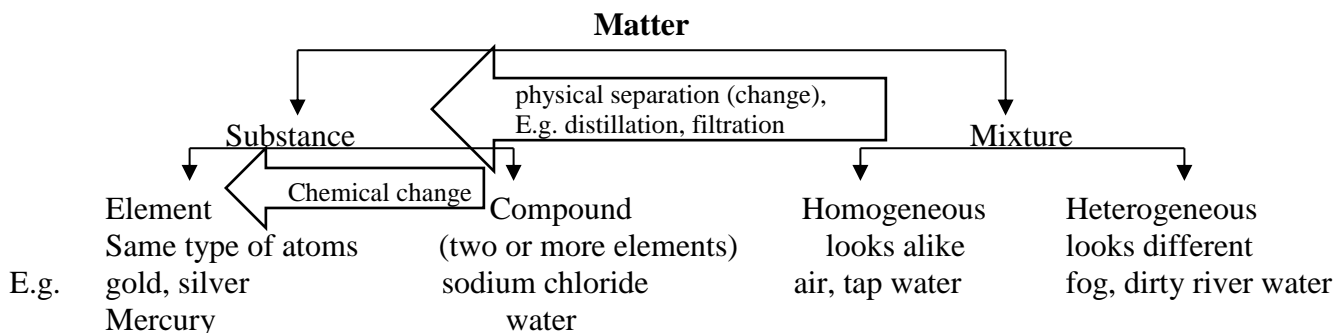 Matter
physical separation (change),
E.g. distillation, filtration
Substance Mixture
Chemical change
Element Compound Homogeneous Heterogeneous
Same type of atoms (two or more elements) looks alike looks different
E.g. gold, silver sodium chloride air, tap water fog, dirty river water
Mercury water